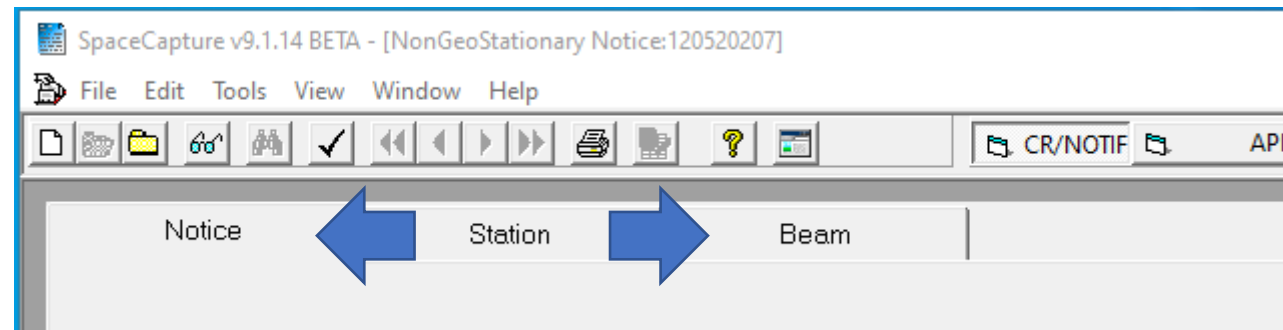 SpaceCapture v9.1.14 BETA - [NonGeoStationary Notice:120520207]
File Edit Tools View Window Help
CR/NOTIF API
Notice Station Beam